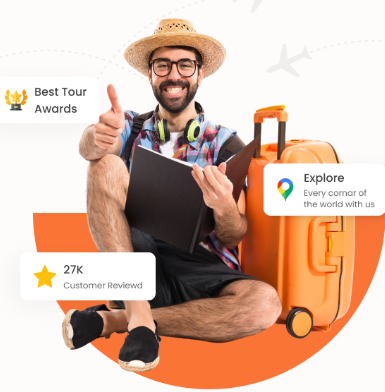 Best Tour
Awards
Explore
Every cornar of
the world with us
27K
Customer Reviewd